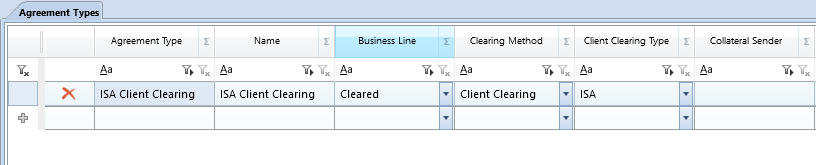 Agreement Types
Agreement Type Σ Name Σ Business Line Σ Clearing Method Σ Client Clearing Type Σ Collateral Sender Σ
Aa Aa Aa Aa Aa Aa
ISA Client Clearing ISA Client Clearing Cleared Client Clearing ISA